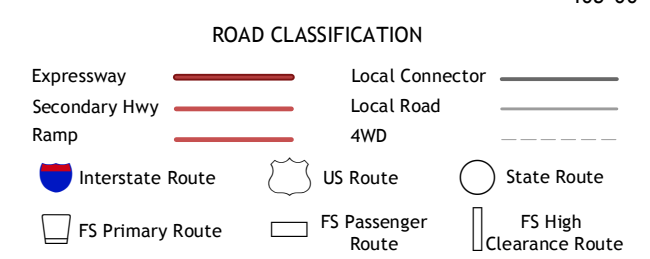 ROAD CLASSIFICATION
Expressway
Local Connector
Secondary Hwy
Local Road
Ramp
4WD
Interstate Route
US Route
State Route
FS Primary Route
FS Passenger
Route
FS High
Clearance Route